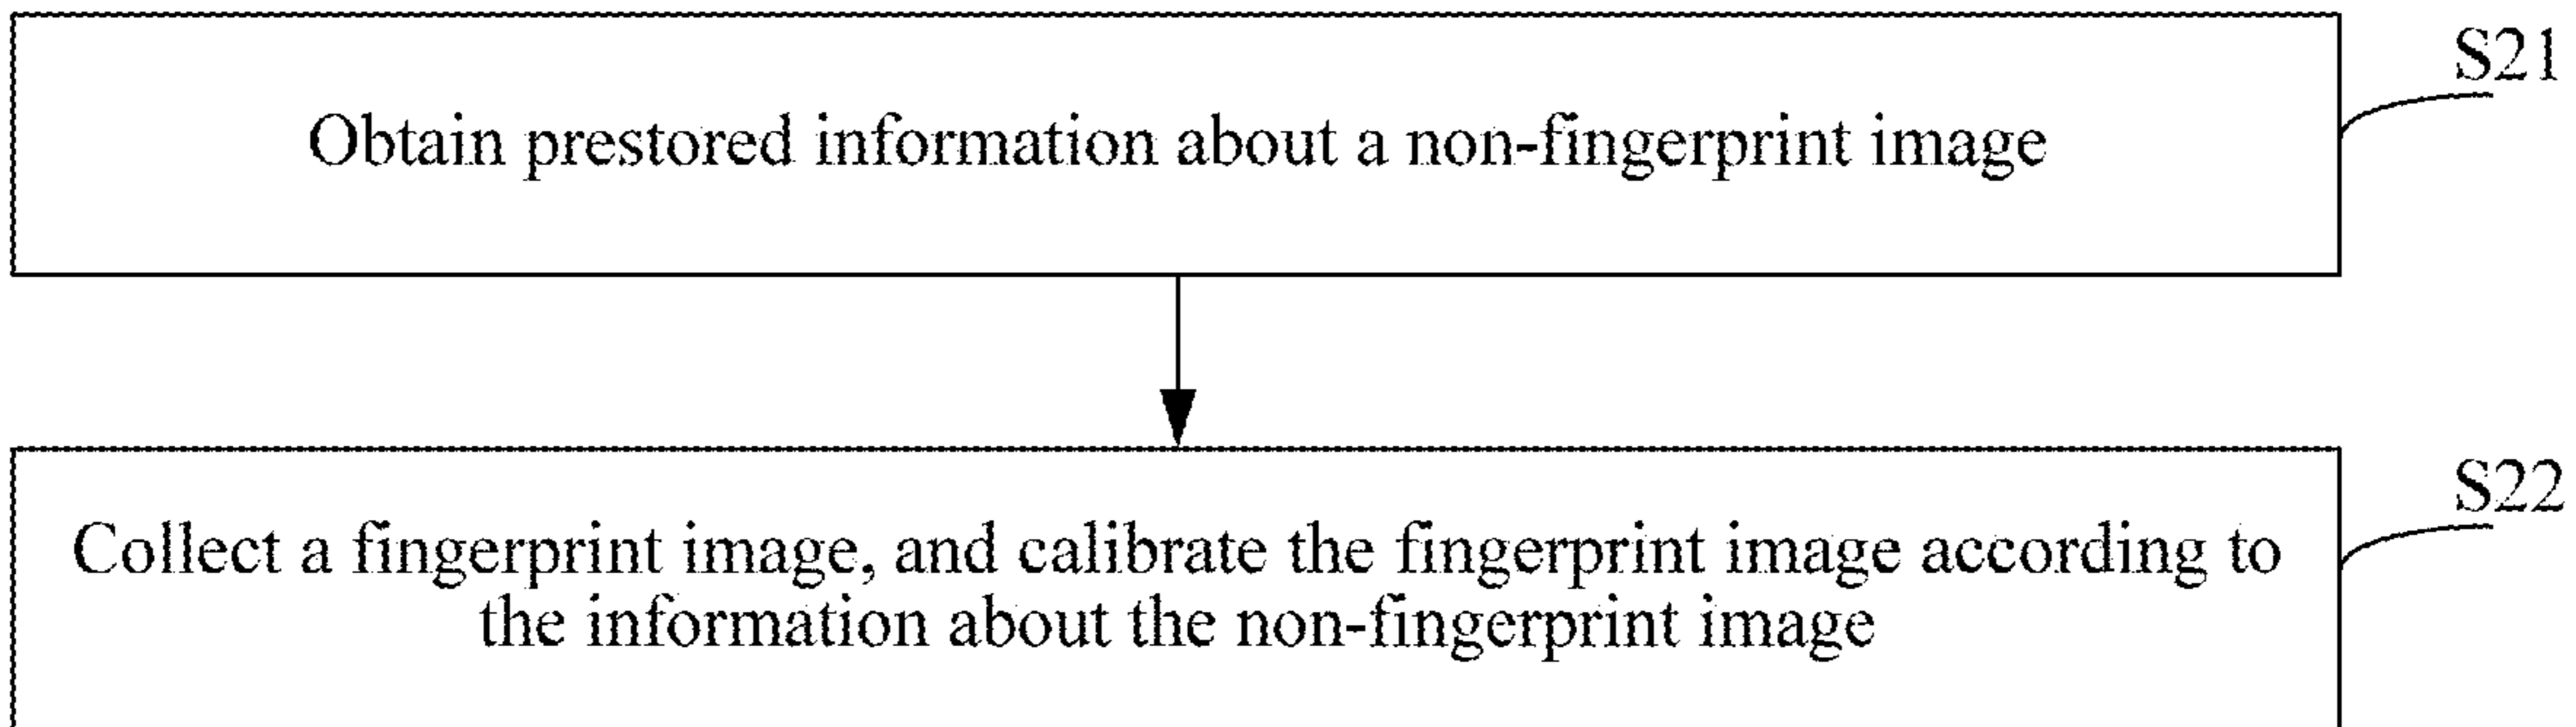 S21
Obtain prestored information about a non-fingerprint image
S22
Collect a fingerprint image, and calibrate the fingerprint image according to
the information about the non-fingerprint image